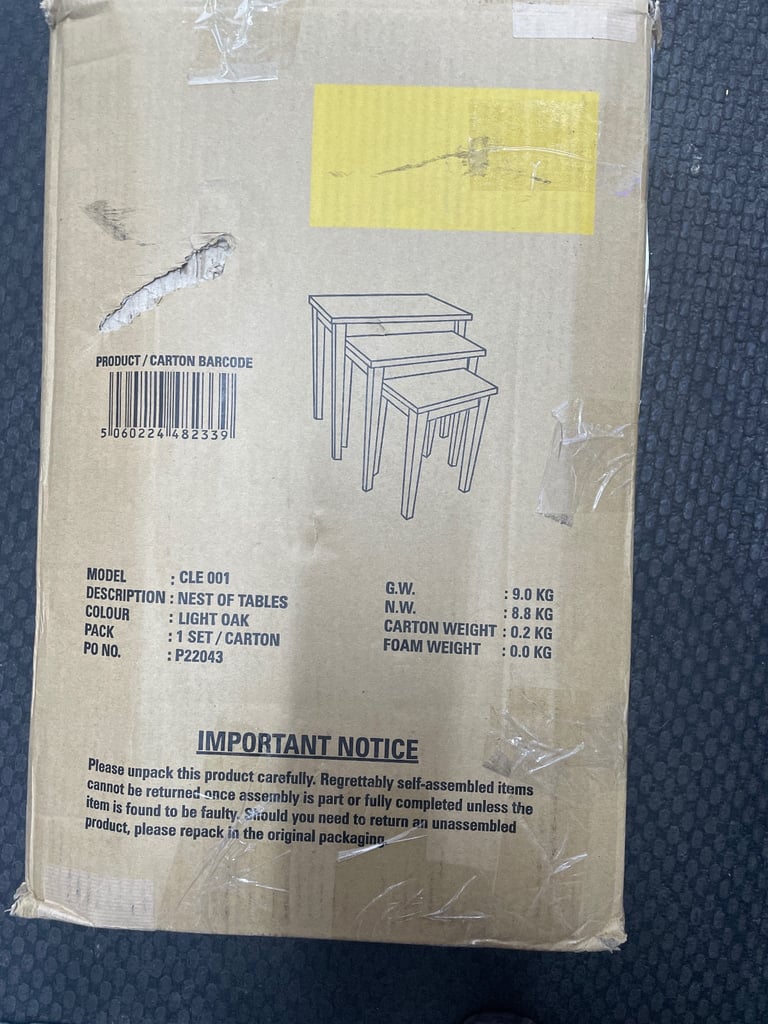 PRODUCT / CARTON BARCODE
5 060224 482339
MODEL : CLE 001
DESCRIPTION : NEST OF TABLES
COLOUR : LIGHT OAK
PACK : 1 SET / CARTON
PO NO. : P22043
G.W. : 9.0 KG
N.W. : 8.8 KG
CARTON WEIGHT : 0.2 KG
FOAM WEIGHT : 0.0 KG
IMPORTANT NOTICE
Please unpack this product carefully. Regrettably self-assembled items
cannot be returned once assembly is part or fully completed unless the
item is found to be faulty. Should you need to return an unassembled
product, please repack in the original packaging.